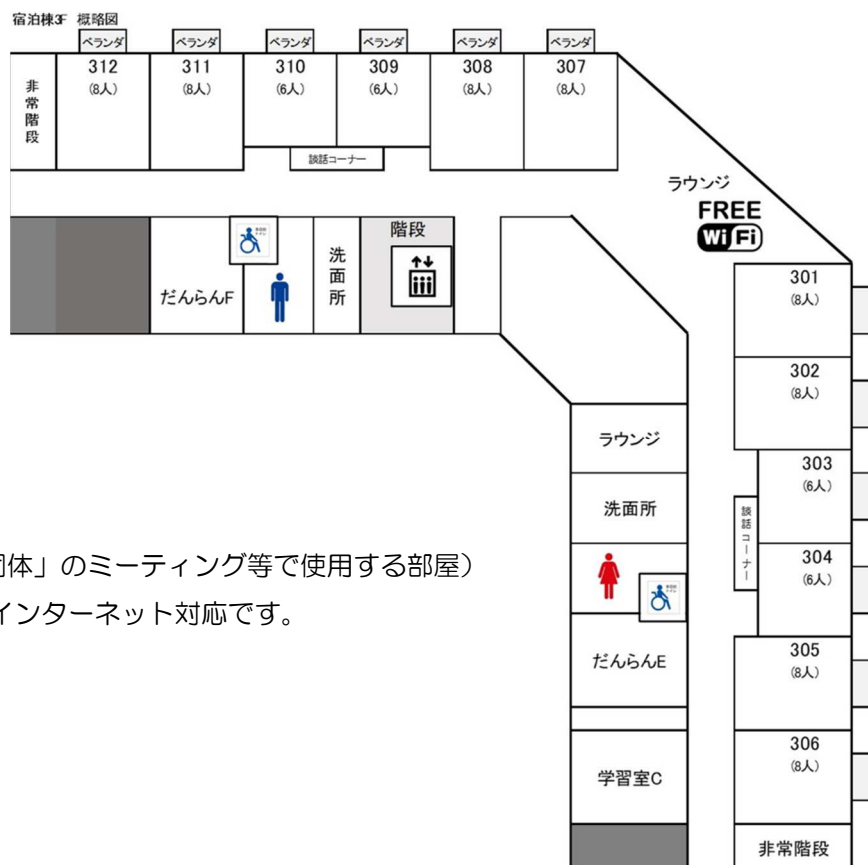 宿泊棟3F 概略図
ベランダ ベランダ ベランダ ベランダ ベランダ ベランダ
312 311 310 309 308 307
(8人) (8人) (6人) (6人) (8人) (8人)
非常階段
談話コーナー
ラウンジ
FREE
Wi Fi
階段
洗面所
だんらんF
301
(8人)
302
(8人)
ラウンジ
303
(6人)
洗面所
談話コーナー
304
(6人)
団体」のミーティング等で使用する部屋)
インターネット対応です。
だんらんE
305
(8人)
306
(8人)
学習室C
非常階段